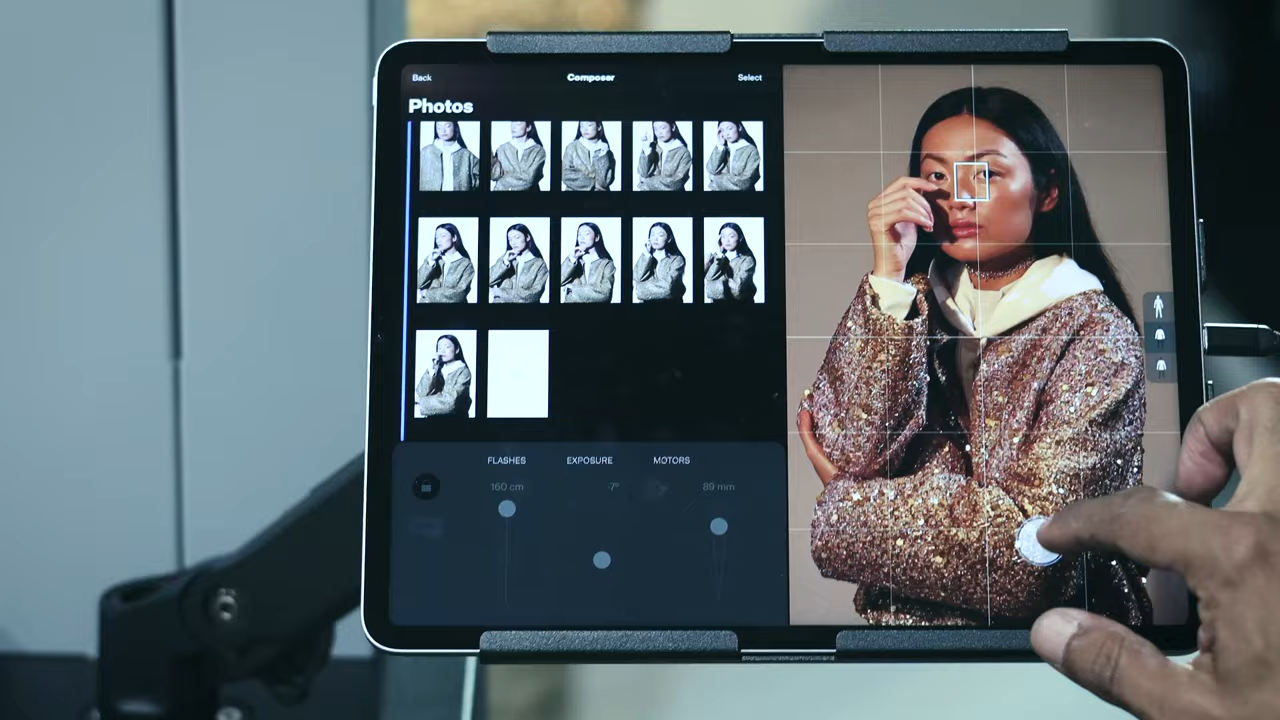 Back
Composer
Select
Photos
FLASHES
EXPOSURE
MOTORS
160 cm
-7°
89 mm